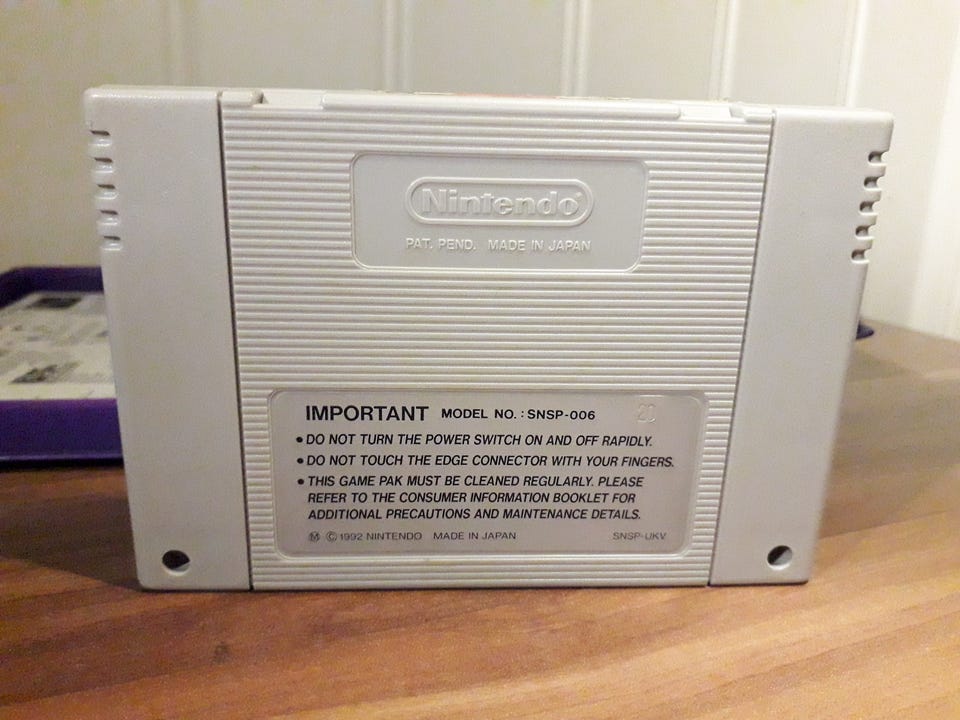 Nintendo®
PAT. PEND. MADE IN JAPAN
IMPORTANT MODEL NO.: SNSP-006 20
• DO NOT TURN THE POWER SWITCH ON AND OFF RAPIDLY.
• DO NOT TOUCH THE EDGE CONNECTOR WITH YOUR FINGERS.
• THIS GAME PAK MUST BE CLEANED REGULARLY. PLEASE
REFER TO THE CONSUMER INFORMATION BOOKLET FOR
ADDITIONAL PRECAUTIONS AND MAINTENANCE DETAILS.
Ⓜ © 1992 NINTENDO MADE IN JAPAN SNSP-UKV